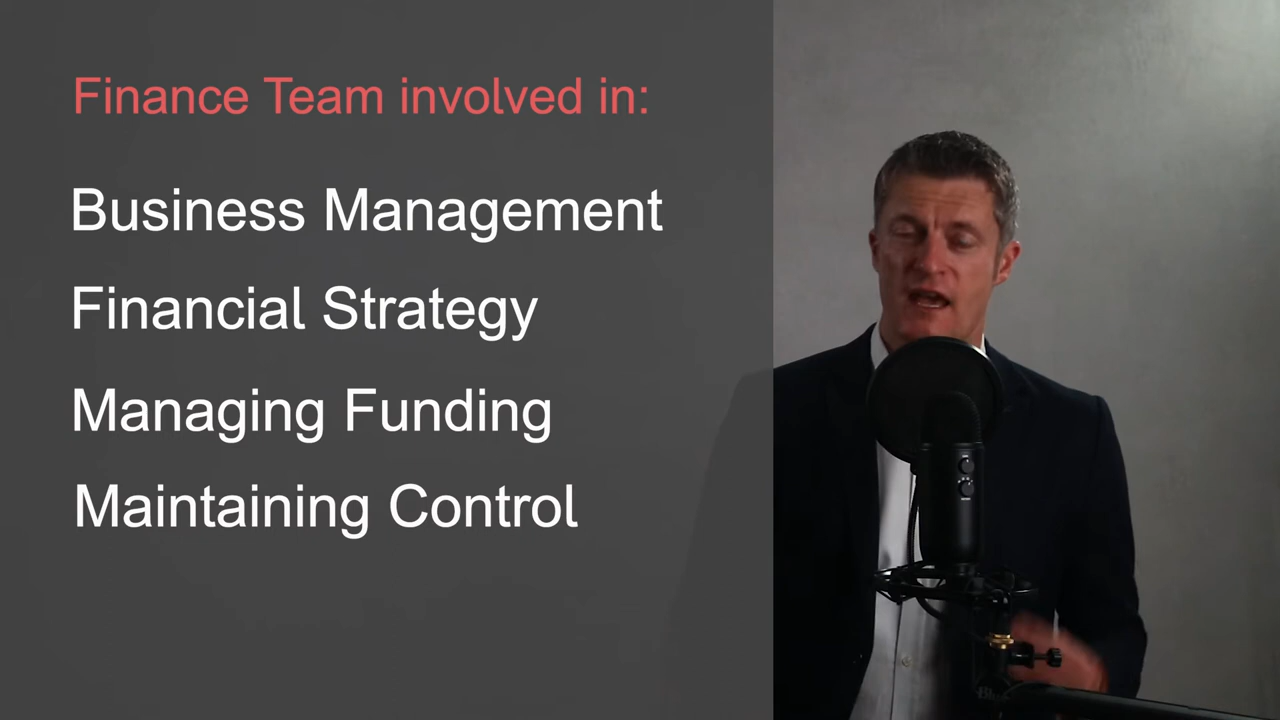 Finance Team involved in:
Business Management
Financial Strategy
Managing Funding
Maintaining Control